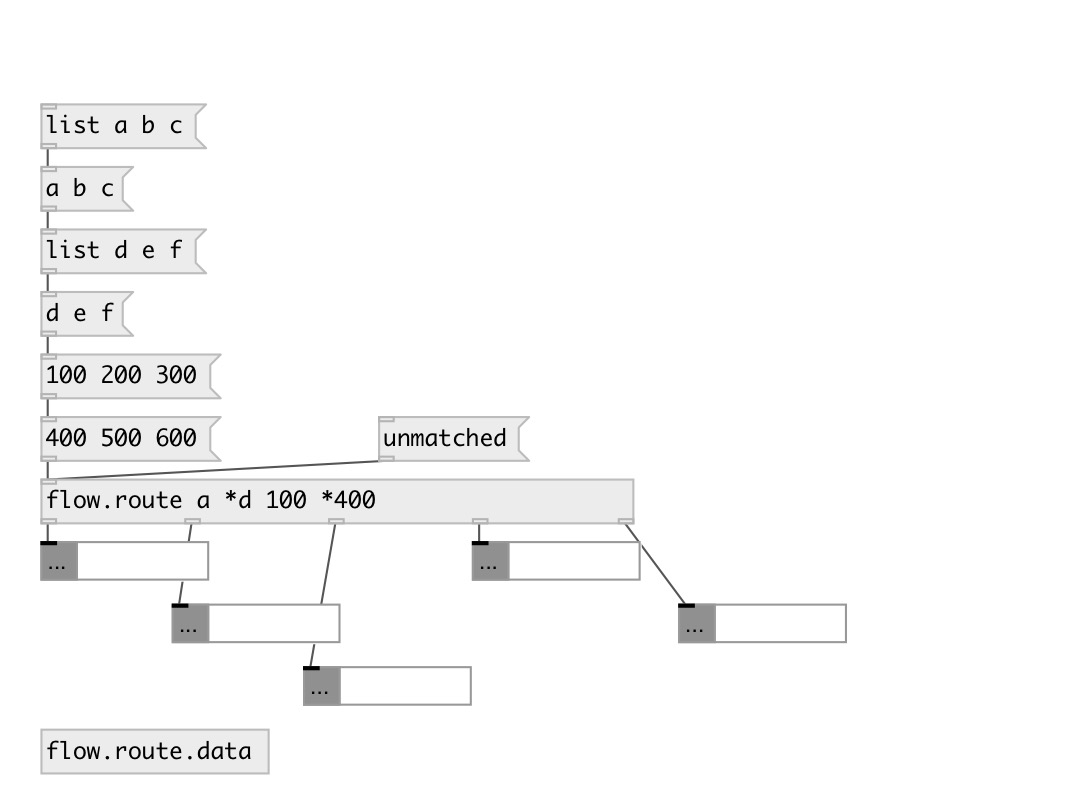 list a b c
a b c
list d e f
d e f
100 200 300
400 500 600
unmatched
flow.route a *d 100 *400
...
...
...
...
...
flow.route.data